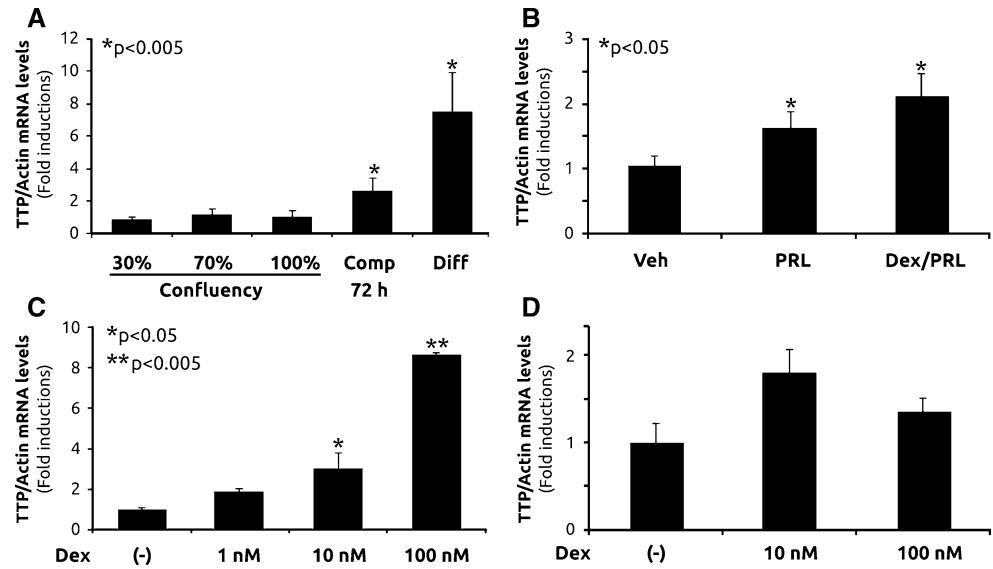 A
TTP/Actin mRNA levels
(Fold inductions)
12
10
8
6
4
2
0
*p<0.005
*
*
30% 70% 100% Comp Diff
Confluency 72 h
B
TTP/Actin mRNA levels
(Fold inductions)
3
2
1
0
*p<0.05
*
*
Veh PRL Dex/PRL
C
TTP/Actin mRNA levels
(Fold inductions)
10
8
6
4
2
0
*p<0.05
**p<0.005
*
**
Dex (-) 1 nM 10 nM 100 nM
D
TTP/Actin mRNA levels
(Fold inductions)
2
1
0
Dex (-) 10 nM 100 nM